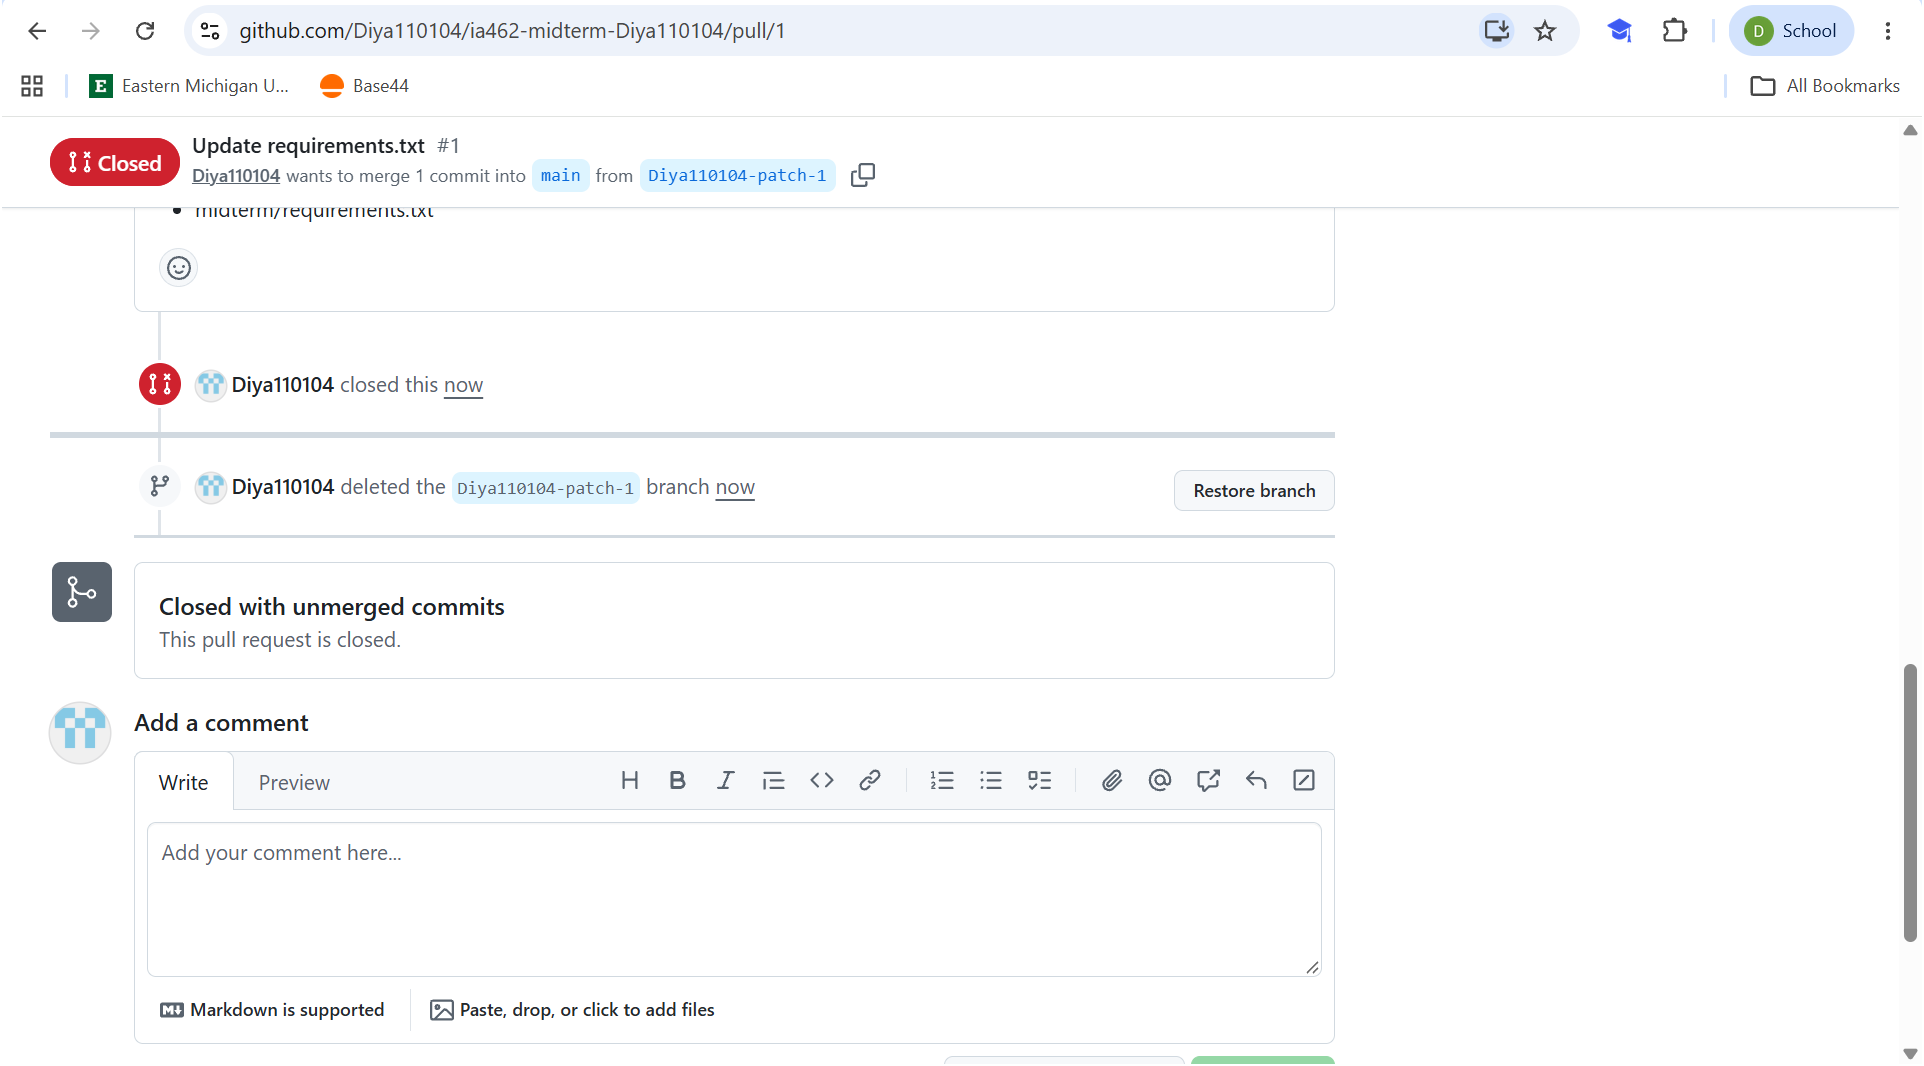 github.com/Diya110104/ia462-midterm-Diya110104/pull/1
D School
E Eastern Michigan U...
Base44
All Bookmarks
Closed
Update requirements.txt #1
Diya110104 wants to merge 1 commit into main from Diya110104-patch-1
midterm/requirements.txt
Diya110104 closed this now
Diya110104 deleted the Diya110104-patch-1 branch now
Restore branch
Closed with unmerged commits
This pull request is closed.
Add a comment
Write
Preview
Add your comment here...
Markdown is supported
Paste, drop, or click to add files